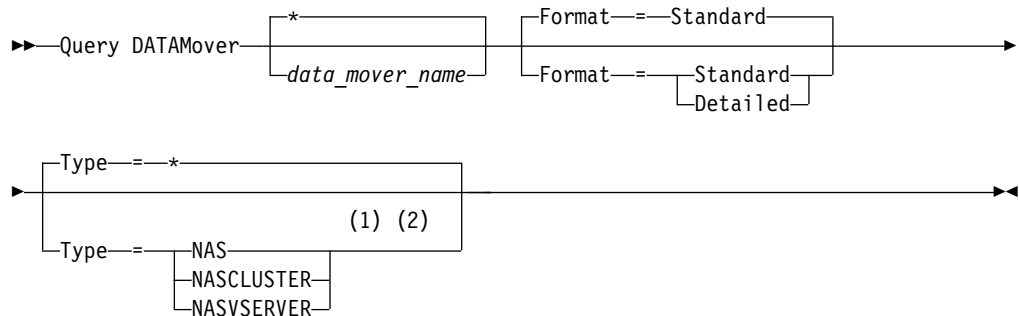 * Format = Standard
Query DATAMover
data_mover_name Format = Standard
Detailed
Type = *
(1) (2)
Type = NAS
NASCLUSTER
NASVSERVER